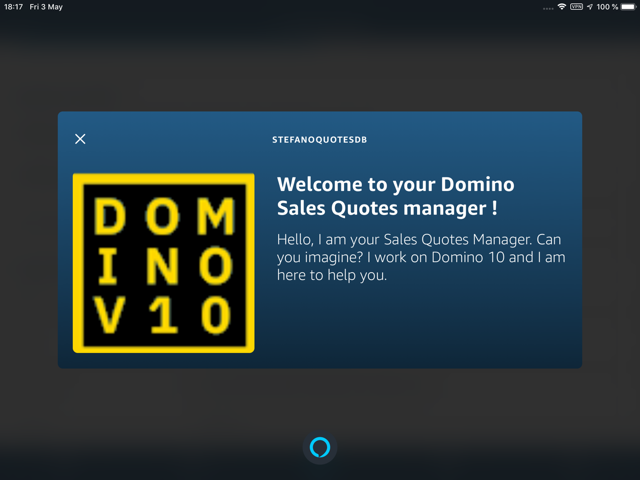 18:17 Fri 3 May
VPN 100 %
STEFANOQUOTESDB
DOM
INO
V10
Welcome to your Domino
Sales Quotes manager !
Hello, I am your Sales Quotes Manager. Can
you imagine? I work on Domino 10 and I am
here to help you.